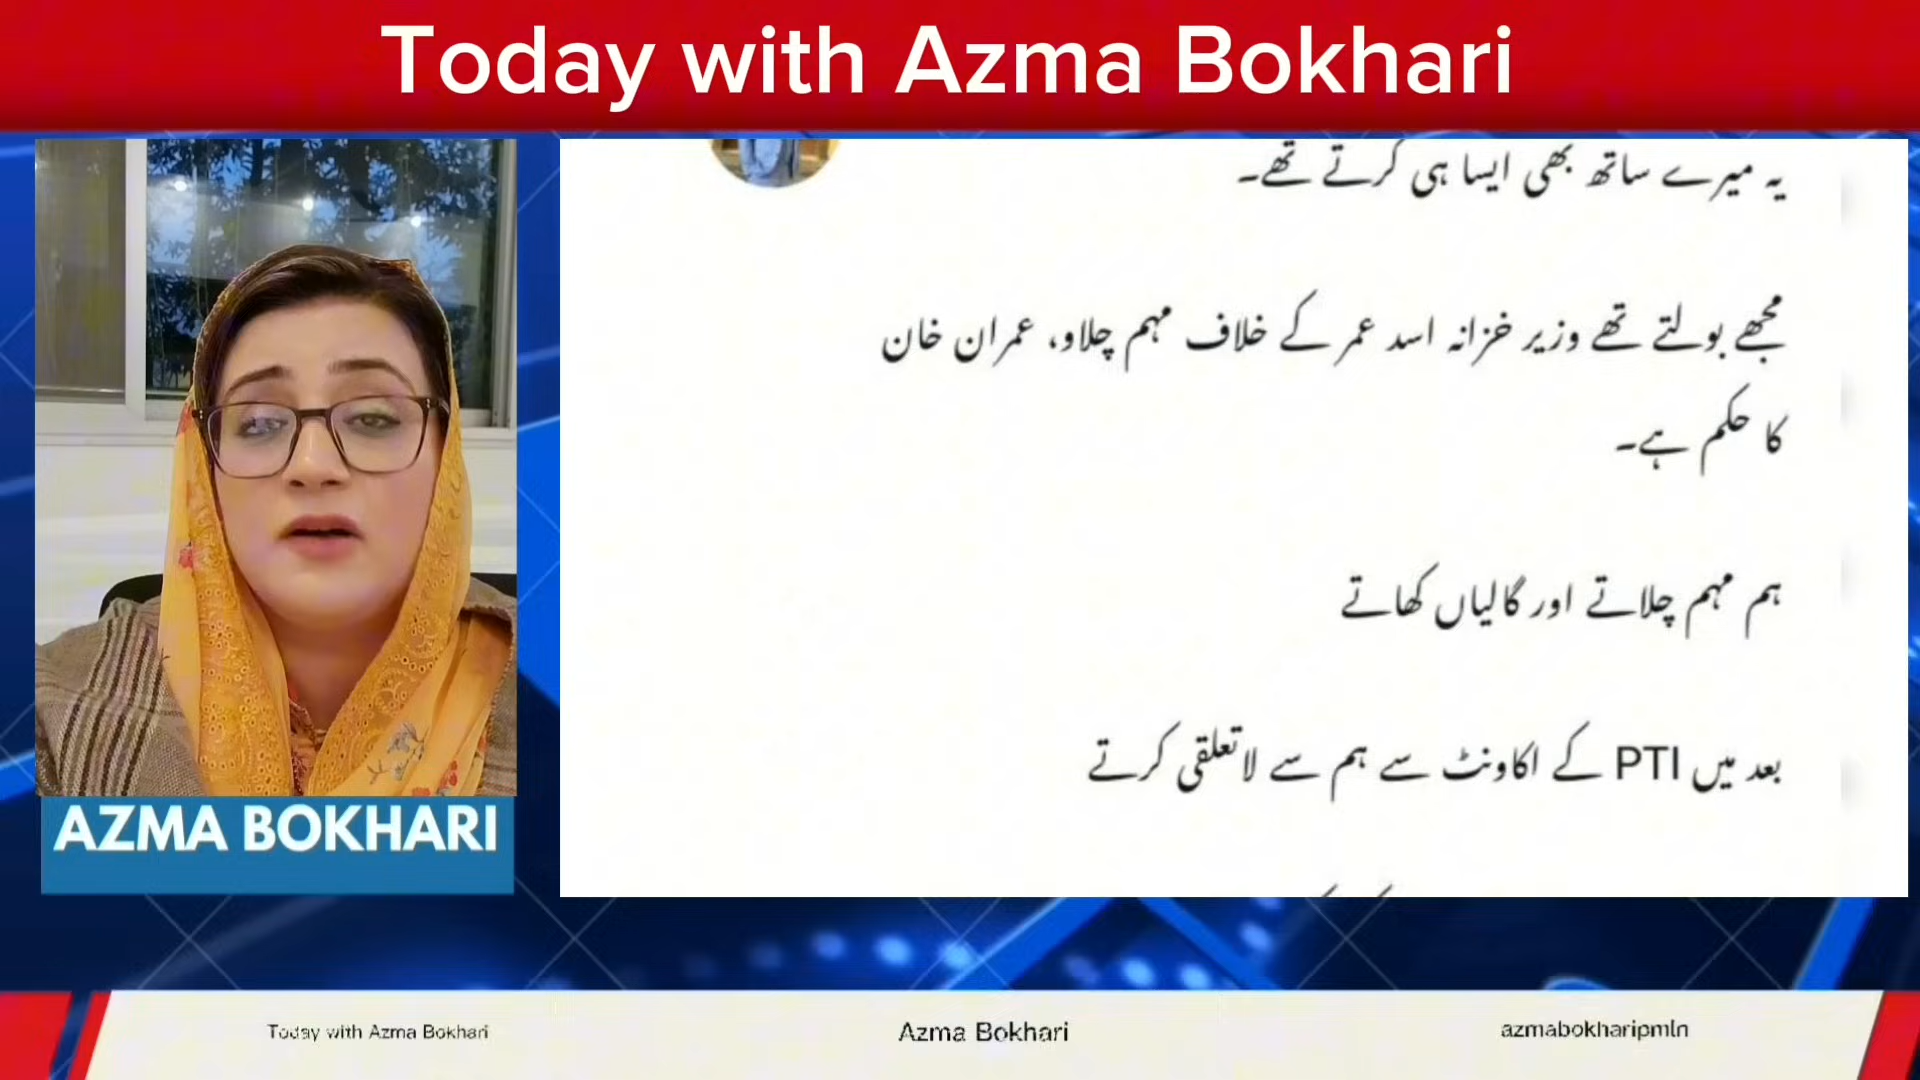 Today with Azma Bokhari
یہ میرے ساتھ بھی ایسا ہی کرتے تھے۔
مجھے بولتے تھے وزیر خزانہ اسد عمر کے خلاف مہم چلاو، عمران خان
کا حکم ہے۔
ہم مہم چلاتے اور گالیاں کھاتے
بعد میں PTI کے اکاونٹ سے ہم سے لاتعلقی کرتے
AZMA BOKHARI
Today with Azma Bokhari
Azma Bokhari
azmabokharipmln